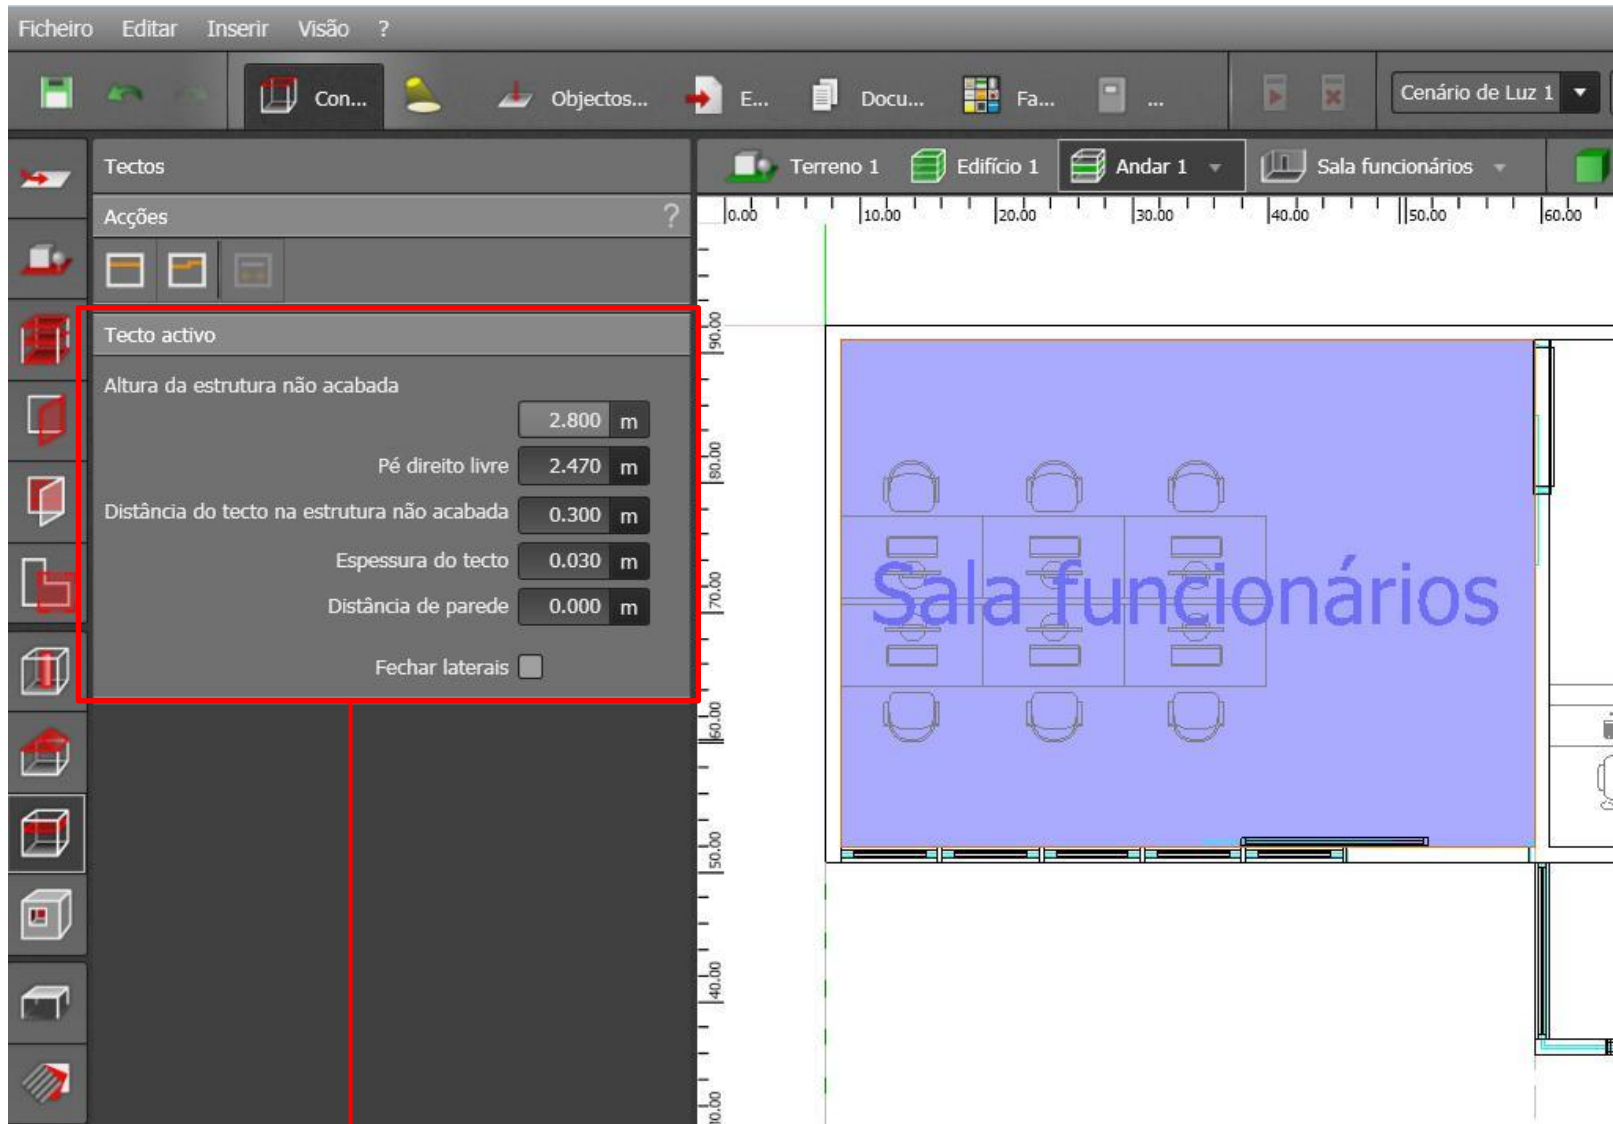 Ficheiro Editar Inserir Visão ?
Con... Objectos... E... Docu... Fa... ... Cenário de Luz 1
Tectos
Terreno 1 Edifício 1 Andar 1 Sala funcionários
Acções ?
0.00 10.00 20.00 30.00 40.00 50.00 60.00
Tecto activo
Altura da estrutura não acabada
2.800 m
Pé direito livre 2.470 m
Distância do tecto na estrutura não acabada 0.300 m
Espessura do tecto 0.030 m
Distância de parede 0.000 m
Fechar laterais
90.00
80.00
70.00
60.00
50.00
40.00
Sala funcionários